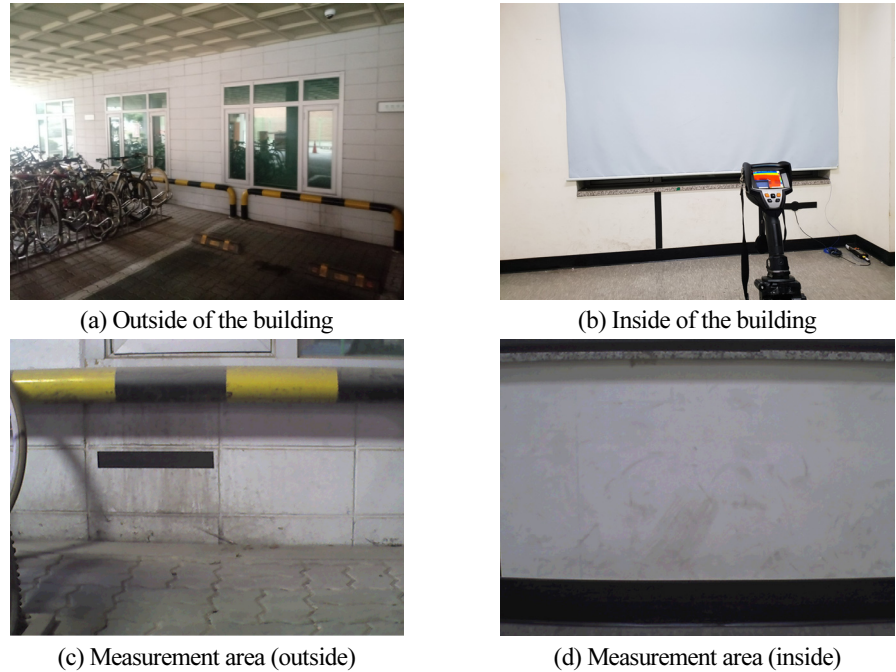 (a) Outside of the building
(b) Inside of the building
(c) Measurement area (outside)
(d) Measurement area (inside)